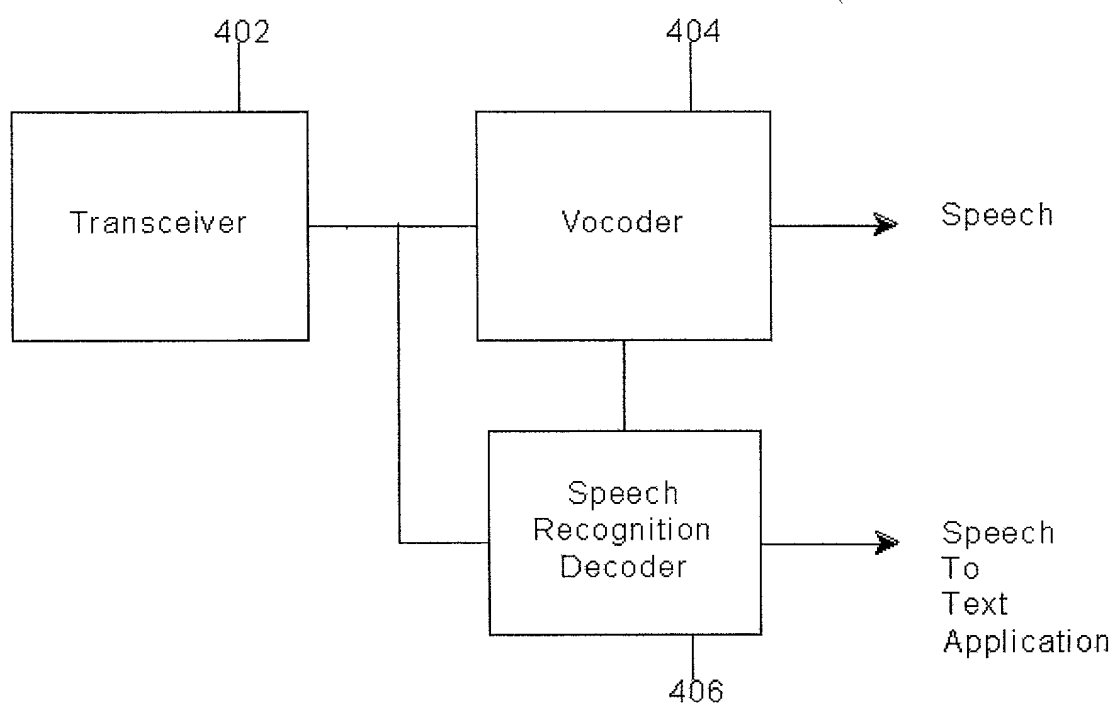 402
404
Transceiver
Vocoder
Speech
Speech
Recognition
Decoder
Speech
To
Text
Application
406